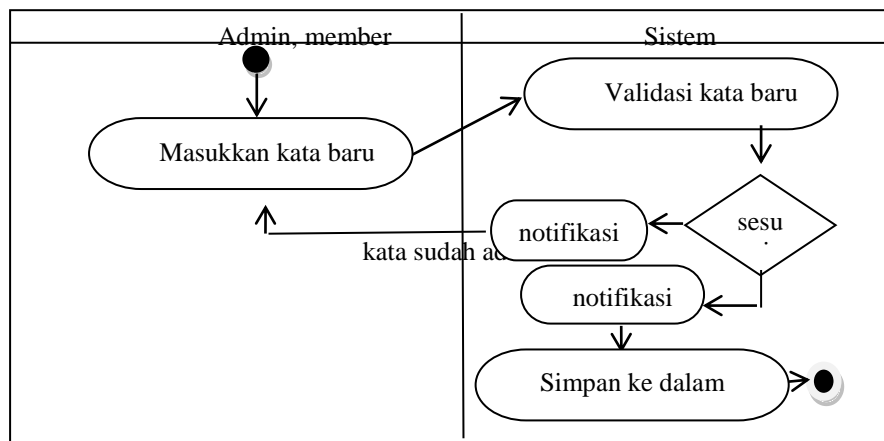 Admin, member
Sistem
Validasi kata baru
Masukkan kata baru
sesu
notifikasi
kata sudah ad
notifikasi
Simpan ke dalam